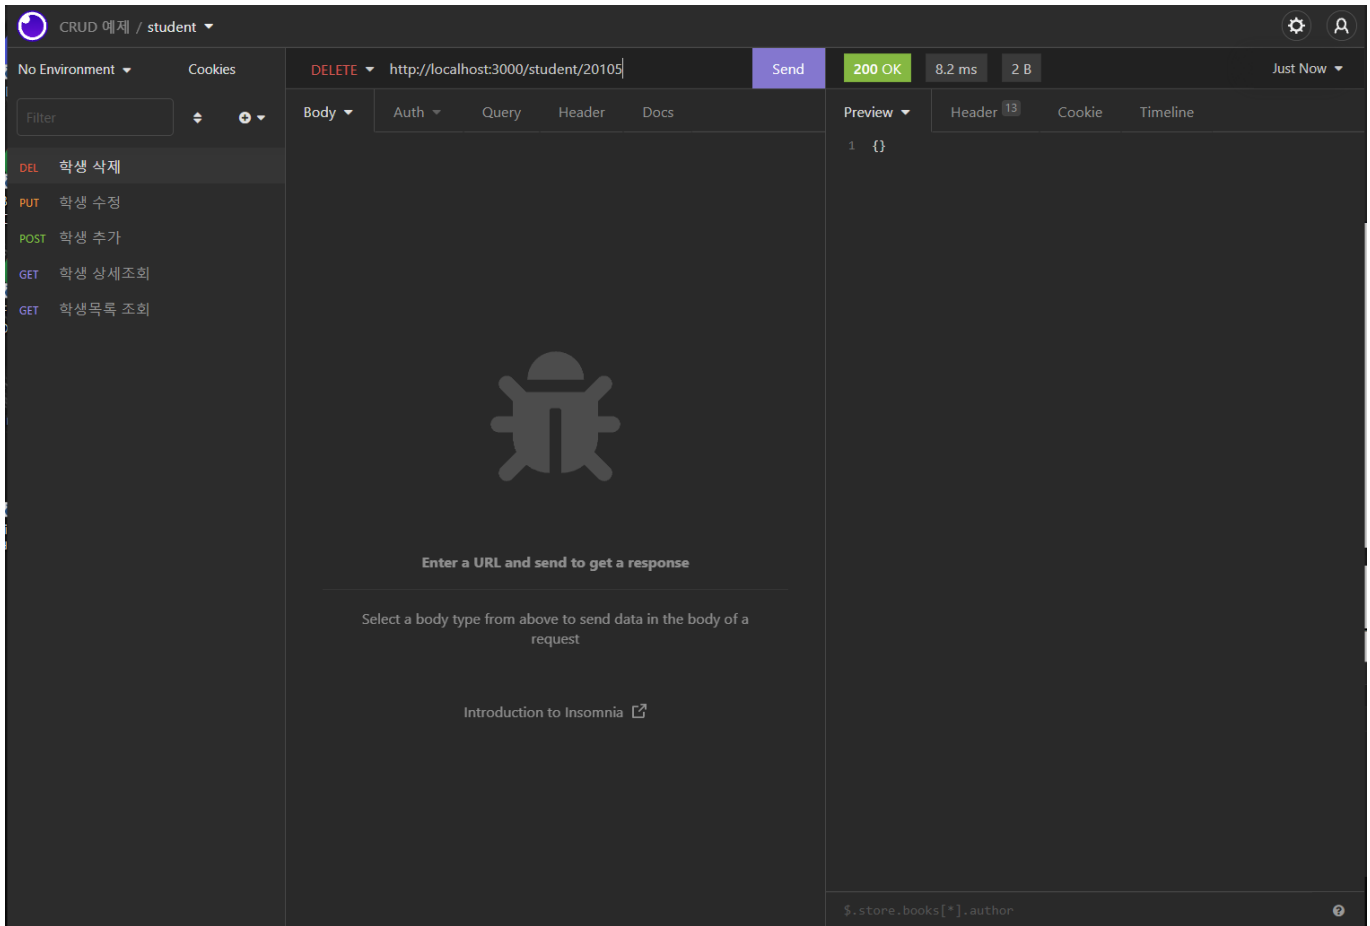 CRUD 예제 / student
No Environment
Cookies
DELETE http://localhost:3000/student/20105
Send
200 OK
8.2 ms
2 B
Just Now
Filter
Body
Auth
Query
Header
Docs
Preview
Header 13
Cookie
Timeline
1 {}
DEL 학생 삭제
PUT 학생 수정
POST 학생 추가
GET 학생 상세조회
GET 학생목록 조회
Enter a URL and send to get a response
Select a body type from above to send data in the body of a
request
Introduction to Insomnia
$.store.books[*].author